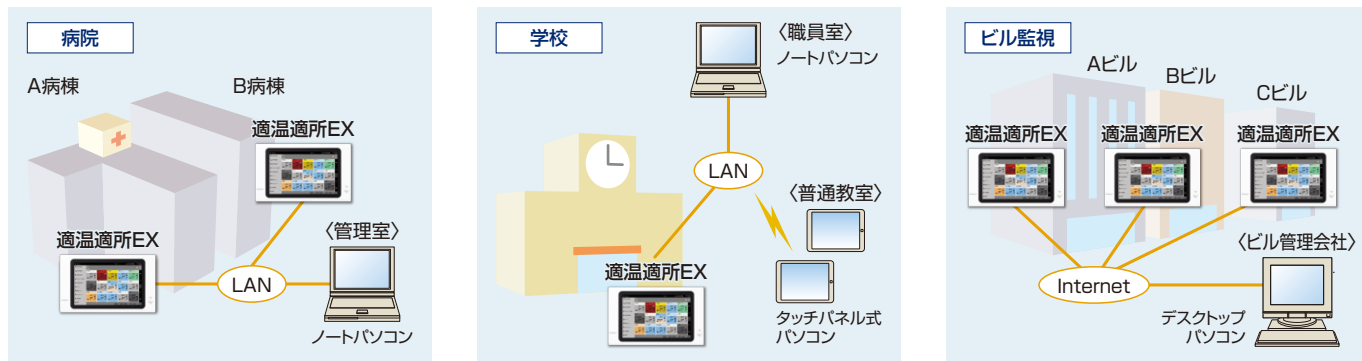 病院
A病棟
B病棟
適温適所EX
適温適所EX
〈管理室〉
LAN
ノートパソコン
学校
〈職員室〉
ノートパソコン
LAN
〈普通教室〉
適温適所EX
タッチパネル式
パソコン
ビル監視
Aビル
Bビル
Cビル
適温適所EX
適温適所EX
適温適所EX
〈ビル管理会社〉
Internet
デスクトップ
パソコン